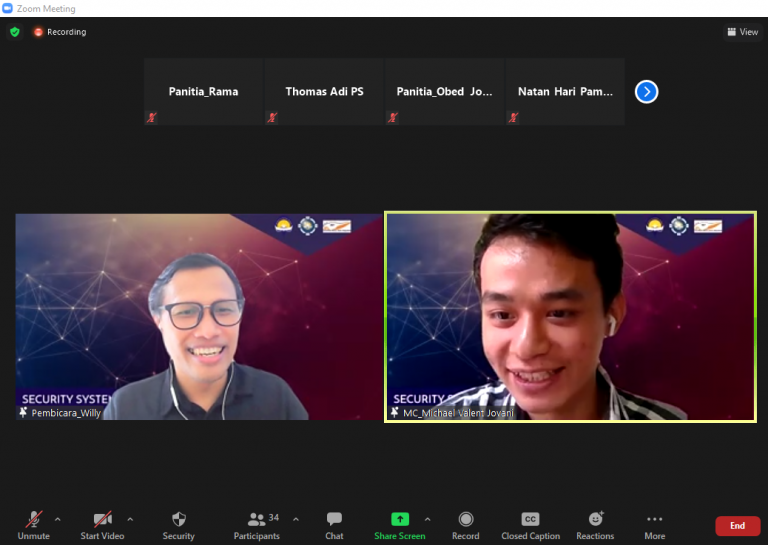 Zoom Meeting
Recording
View
Panitia_Rama
Thomas Adi PS
Panitia_Obed Jo...
Natan Hari Pam...
SECURITY SYSTEM
Pembicara_Willy
SECURITY
MC_Michael Valent Jovani
Unmute
Start Video
Security
Participants
34
Chat
Share Screen
Record
CC
Closed Caption
Reactions
More
End